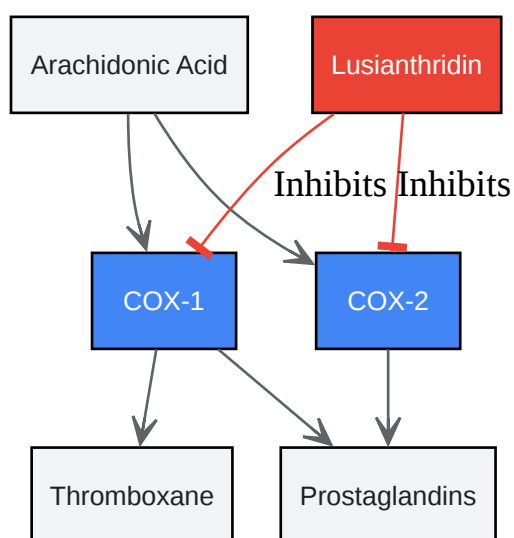 Arachidonic Acid
Lusianthridin
Inhibits
Inhibits
COX-1
COX-2
Thromboxane
Prostaglandins